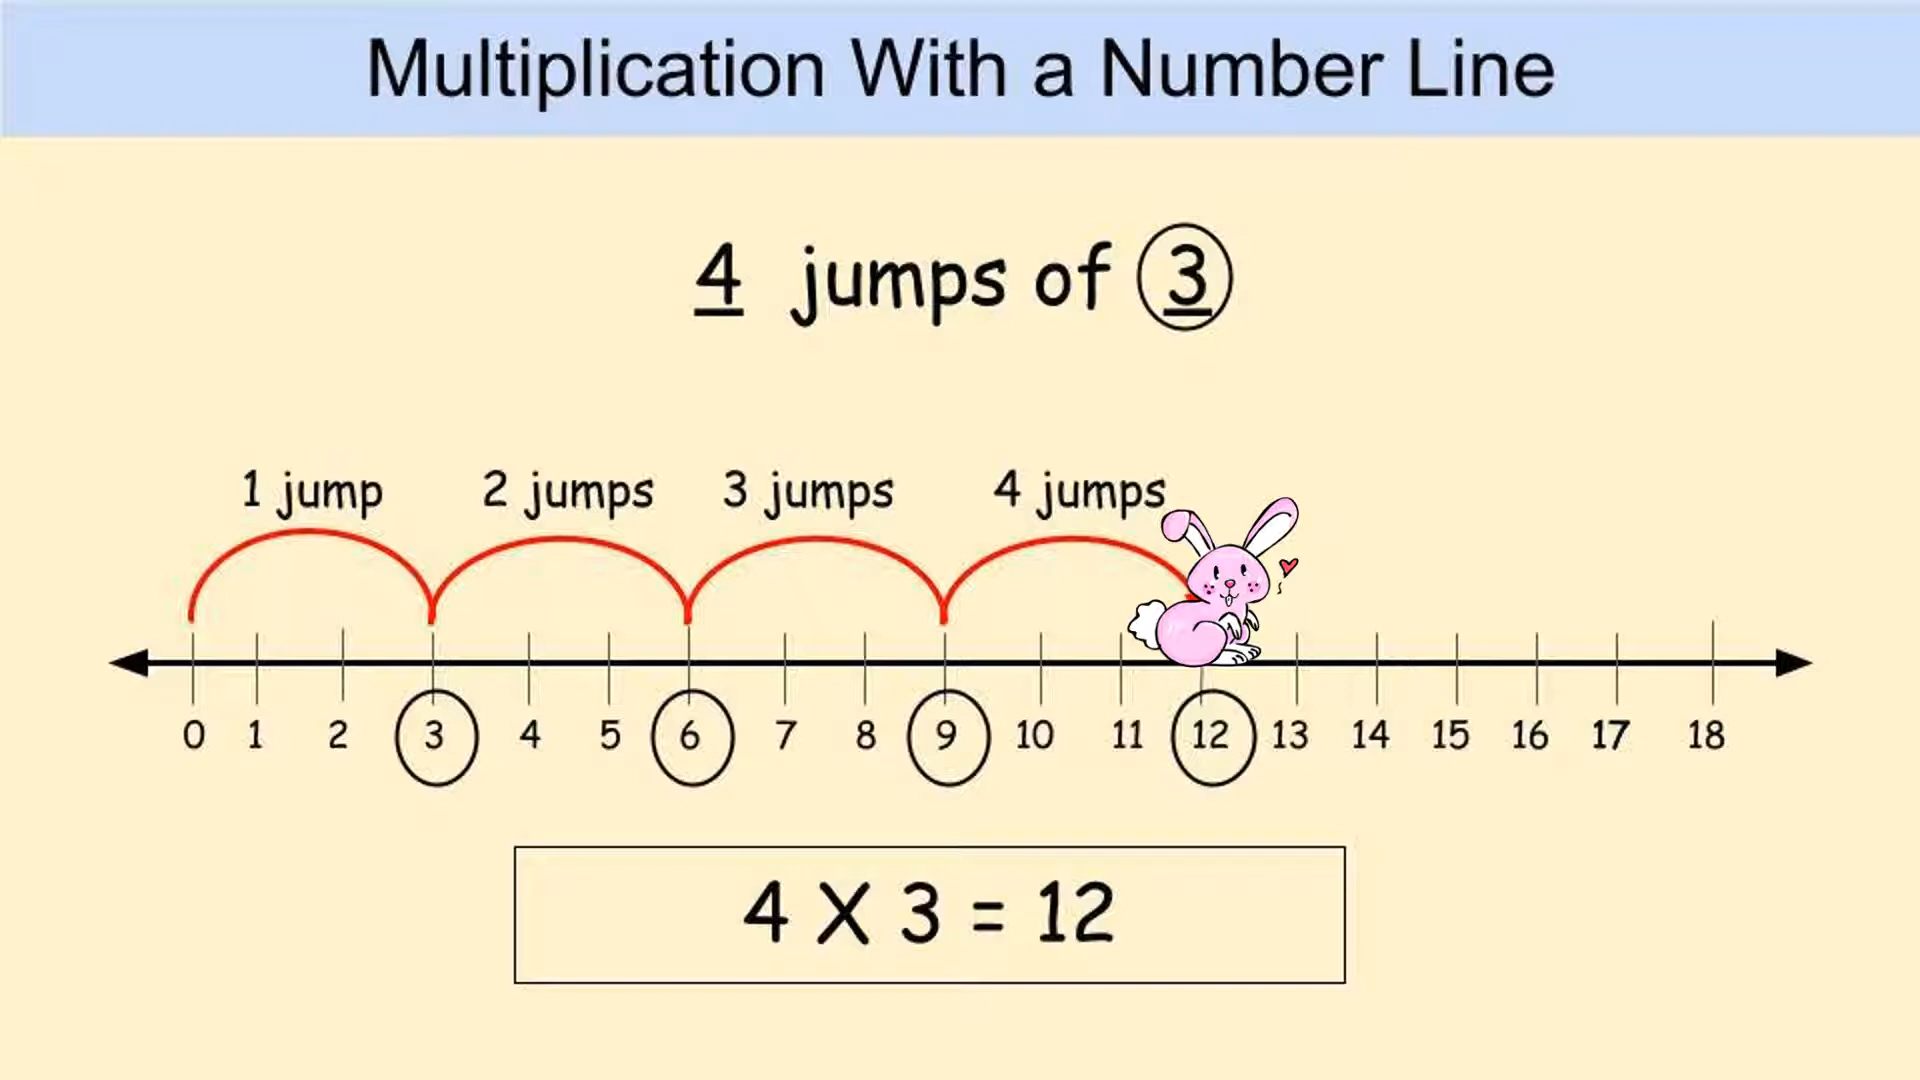 Multiplication With a Number Line
4 jumps of 3
1 jump 2 jumps 3 jumps 4 jumps
0 1 2 3 4 5 6 7 8 9 10 11 12 13 14 15 16 17 18
4 X 3 = 12